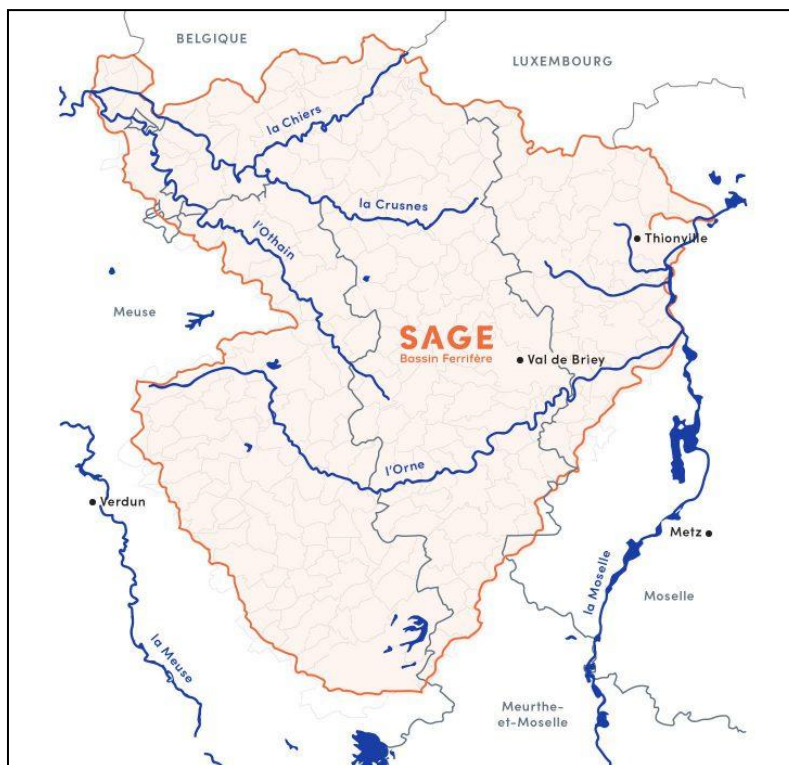 BELGIQUE
LUXEMBOURG
la Chiers
la Crusnes
l'Othain
Thionville
Meuse
SAGE
Bassin Ferrifère
Val de Briey
l'Orne
Verdun
Metz
la Moselle
Moselle
la Meuse
Meurthe-
et-Moselle